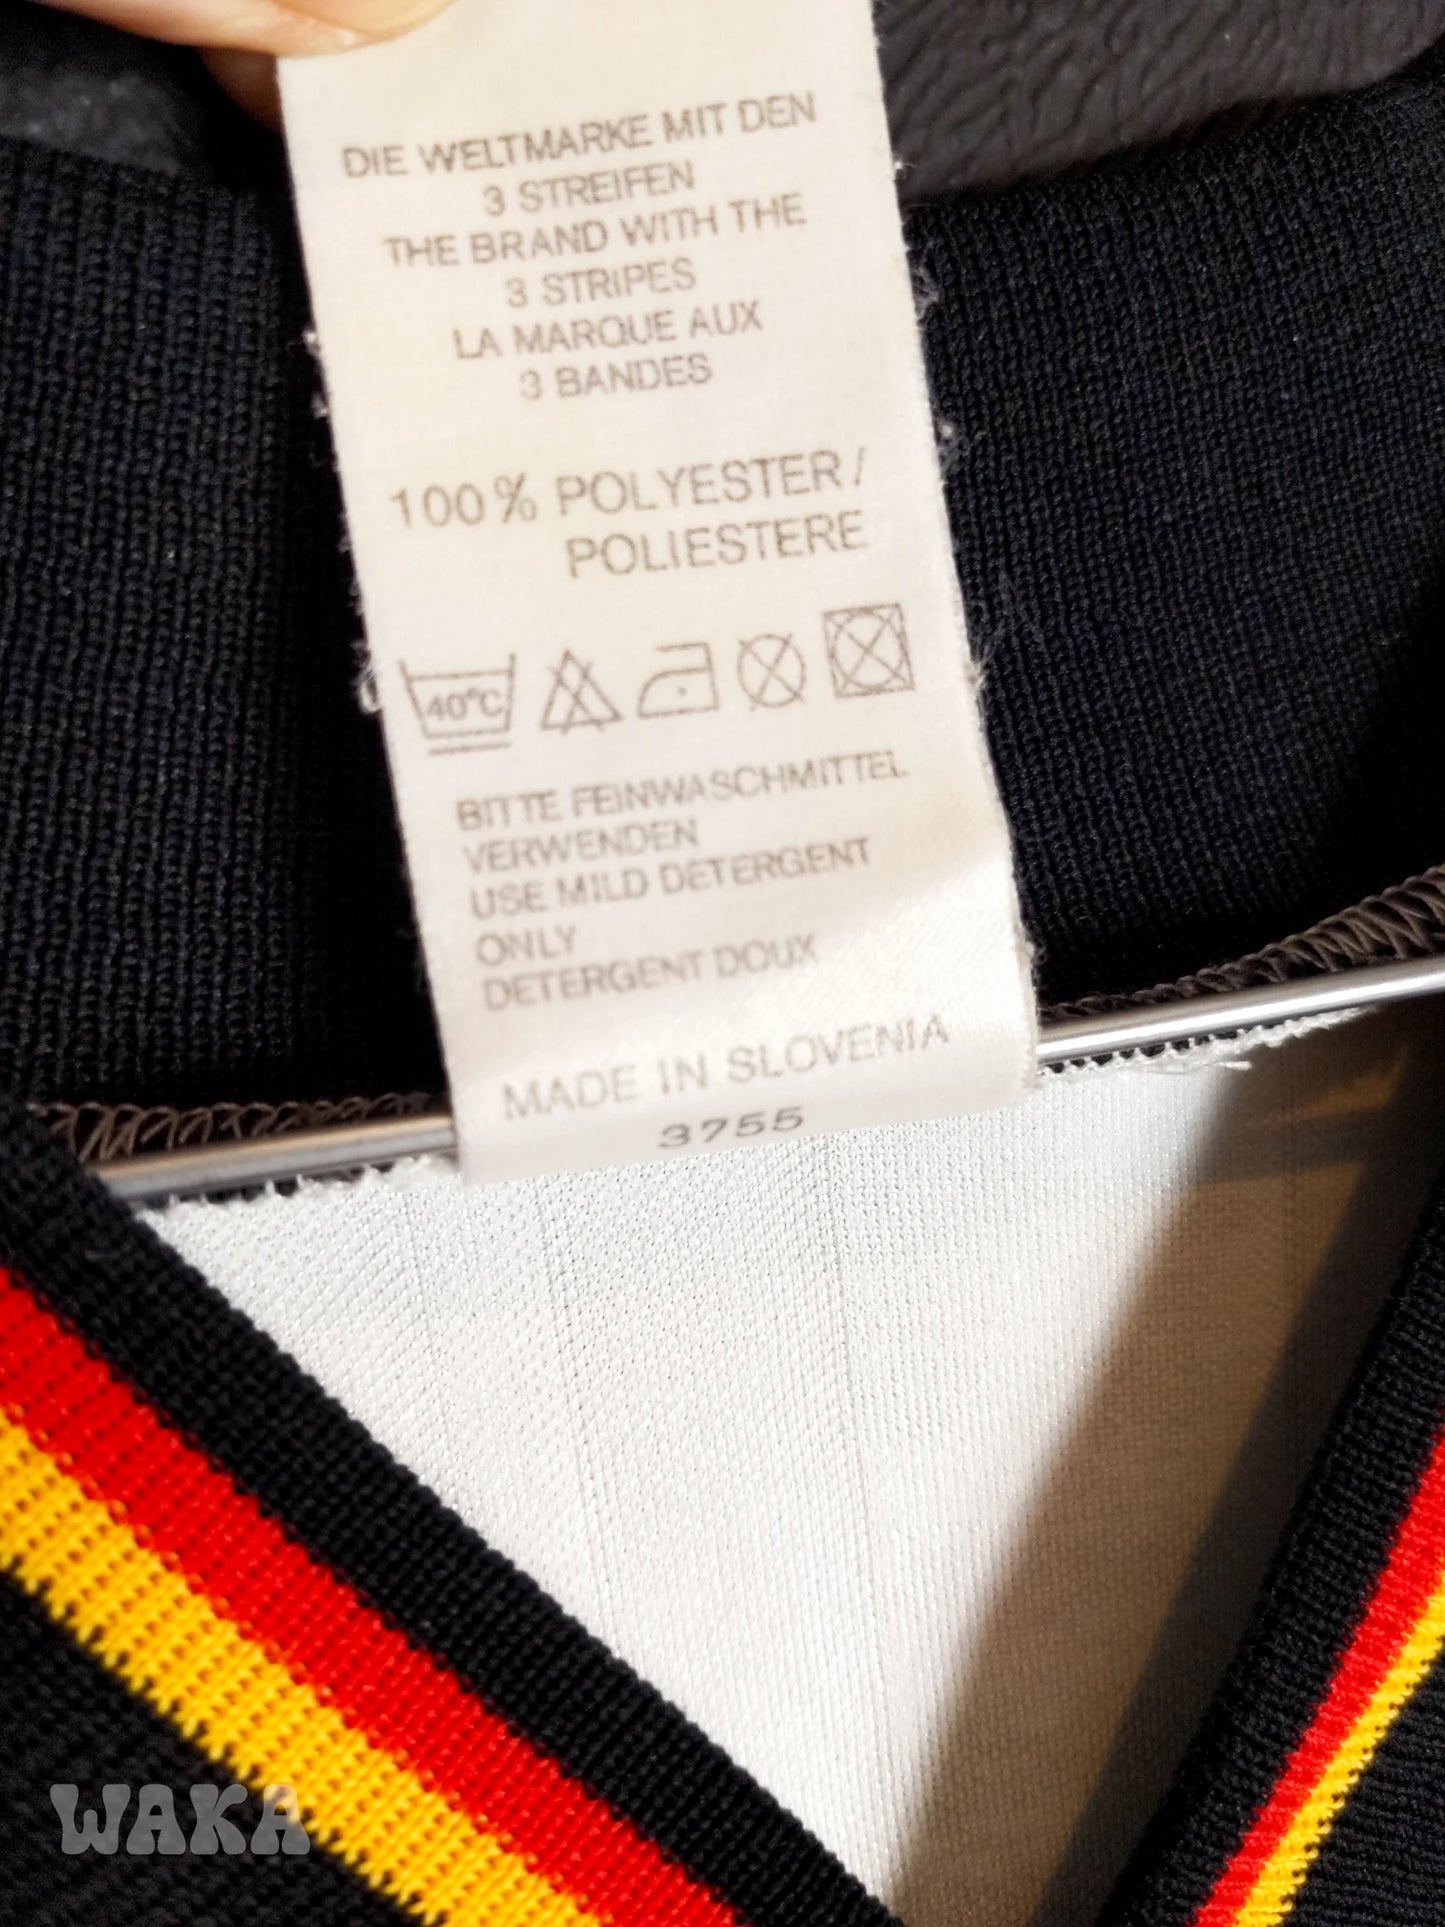 DIE WELTMARKE MIT DEN
3 STREIFEN
THE BRAND WITH THE
3 STRIPES
LA MARQUE AUX
3 BANDES
100% POLYESTER/
POLIESTERE
40°C
BITTE FEINWASCHMITTEL
VERWENDEN
USE MILD DETERGENT
ONLY
DETERGENT DOUX
MADE IN SLOVENIA
3755
WAKA